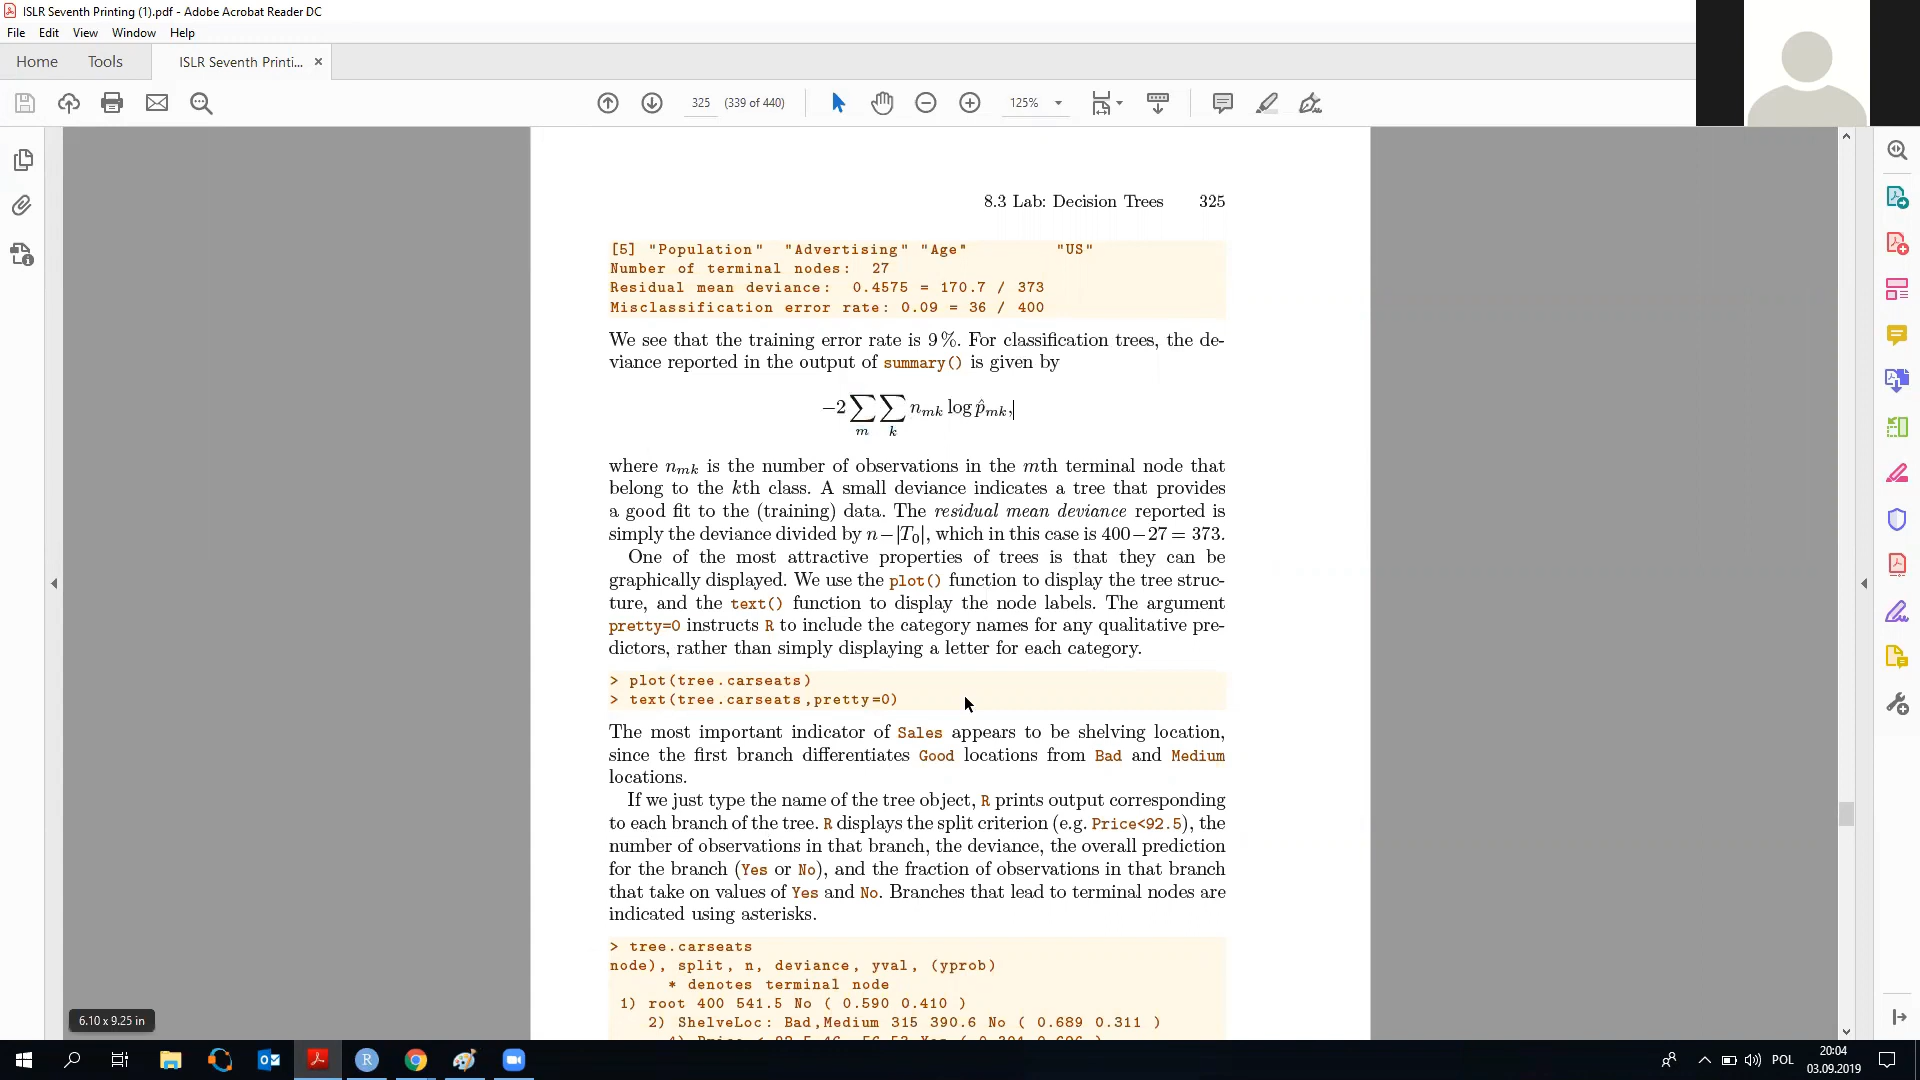 ISLR Seventh Printing (1).pdf - Adobe Acrobat Reader DC
File Edit View Window Help
Home Tools ISLR Seventh Printi... ×
325 (339 of 440) 125%
8.3 Lab: Decision Trees 325
[5] "Population" "Advertising" "Age" "US"
Number of terminal nodes: 27
Residual mean deviance: 0.4575 = 170.7 / 373
Misclassification error rate: 0.09 = 36 / 400
We see that the training error rate is 9 %. For classification trees, the de-
viance reported in the output of summary() is given by
−2 ∑m ∑k nmk log p̂mk,
where nmk is the number of observations in the mth terminal node that
belong to the kth class. A small deviance indicates a tree that provides
a good fit to the (training) data. The residual mean deviance reported is
simply the deviance divided by n−|T0|, which in this case is 400−27 = 373.
One of the most attractive properties of trees is that they can be
graphically displayed. We use the plot() function to display the tree struc-
ture, and the text() function to display the node labels. The argument
pretty=0 instructs R to include the category names for any qualitative pre-
dictors, rather than simply displaying a letter for each category.
> plot(tree.carseats)
> text(tree.carseats,pretty=0)
The most important indicator of Sales appears to be shelving location,
since the first branch differentiates Good locations from Bad and Medium
locations.
If we just type the name of the tree object, R prints output corresponding
to each branch of the tree. R displays the split criterion (e.g. Price<92.5), the
number of observations in that branch, the deviance, the overall prediction
for the branch (Yes or No), and the fraction of observations in that branch
that take on values of Yes and No. Branches that lead to terminal nodes are
indicated using asterisks.
> tree.carseats
node), split, n, deviance, yval, (yprob)
* denotes terminal node
1) root 400 541.5 No ( 0.590 0.410 )
2) ShelveLoc: Bad,Medium 315 390.6 No ( 0.689 0.311 )
6.10 x 9.25 in
POL
20:04
03.09.2019